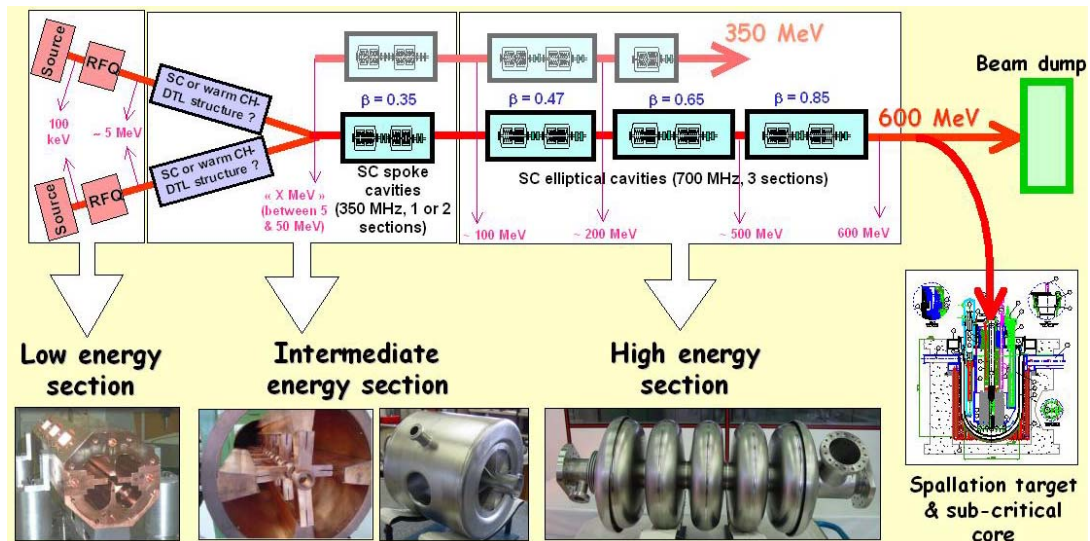 Source
RFQ
SC or warm CH-
DTL structure ?
100
keV
~ 5 MeV
Source
RFQ
SC or warm CH-
DTL structure ?
350 MeV
β = 0.35
β = 0.47
β = 0.65
β = 0.85
600 MeV
Beam dump
SC spoke
cavities
(350 MHz, 1 or 2
sections)
SC elliptical cavities (700 MHz, 3 sections)
« X MeV »
(between 5
& 50 MeV)
~ 100 MeV
~ 200 MeV
~ 500 MeV
600 MeV
Low energy
section
Intermediate
energy section
High energy
section
Spallation target
& sub-critical
core